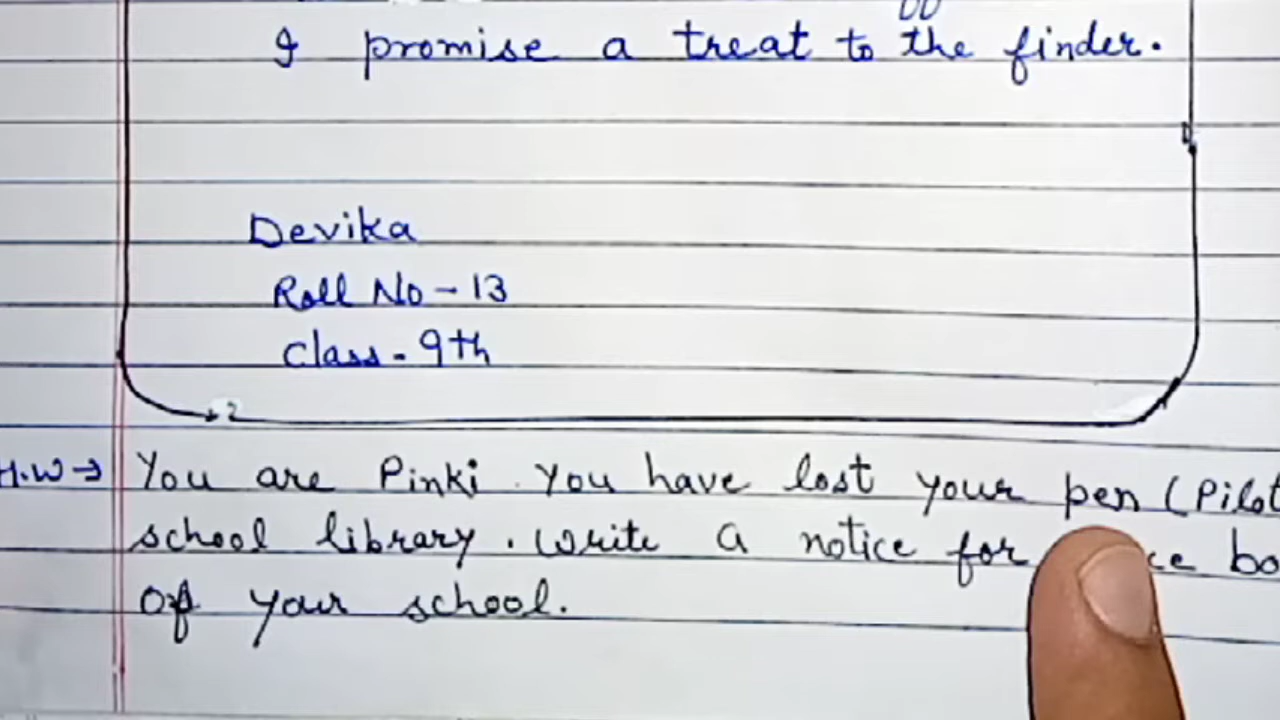 I promise a treat to the finder.
Devika
Roll No - 13
Class - 9th
H.W → You are Pinki. You have lost your pen (Pilot
school library. Write a notice for
of your school.